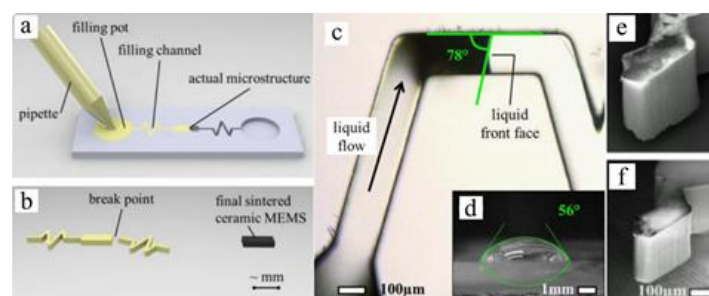 a
filling pot
filling channel
actual microstructure
pipette
b
break point
final sintered
ceramic MEMS
~ mm
c
78°
liquid
front face
liquid
flow
100µm
d
56°
1mm
e
f
100µm